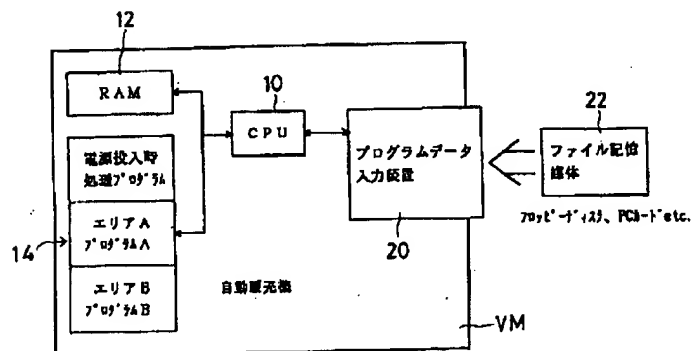 12
RAM
10
CPU
電源投入時
処理プログラム
エリアA
プログラムA
エリアB
プログラムB
14
プログラムデータ
入力装置
20
22
ファイル記憶
媒体
フロッピーディスク、PCカードetc.
自動販売機
VM